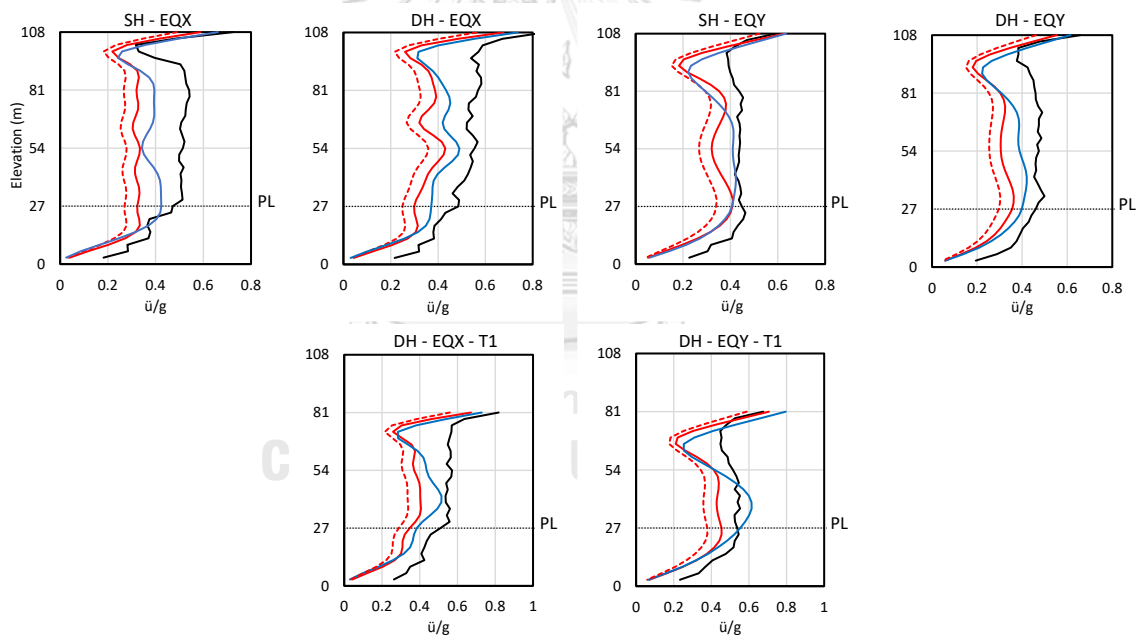 SH - EQX
DH - EQX
SH - EQY
DH - EQY
108
81
54
27
0
Elevation (m)
PL
0 0.2 0.4 0.6 0.8
ü/g
108
81
54
27
0
PL
0 0.2 0.4 0.6 0.8
ü/g
108
81
54
27
0
PL
0 0.2 0.4 0.6 0.8
ü/g
108
81
54
27
0
PL
0 0.2 0.4 0.6 0.8
ü/g
DH - EQX - T1
DH - EQY - T1
108
81
54
27
0
PL
0 0.2 0.4 0.6 0.8 1
ü/g
108
81
54
27
0
PL
0 0.2 0.4 0.6 0.8 1
ü/g